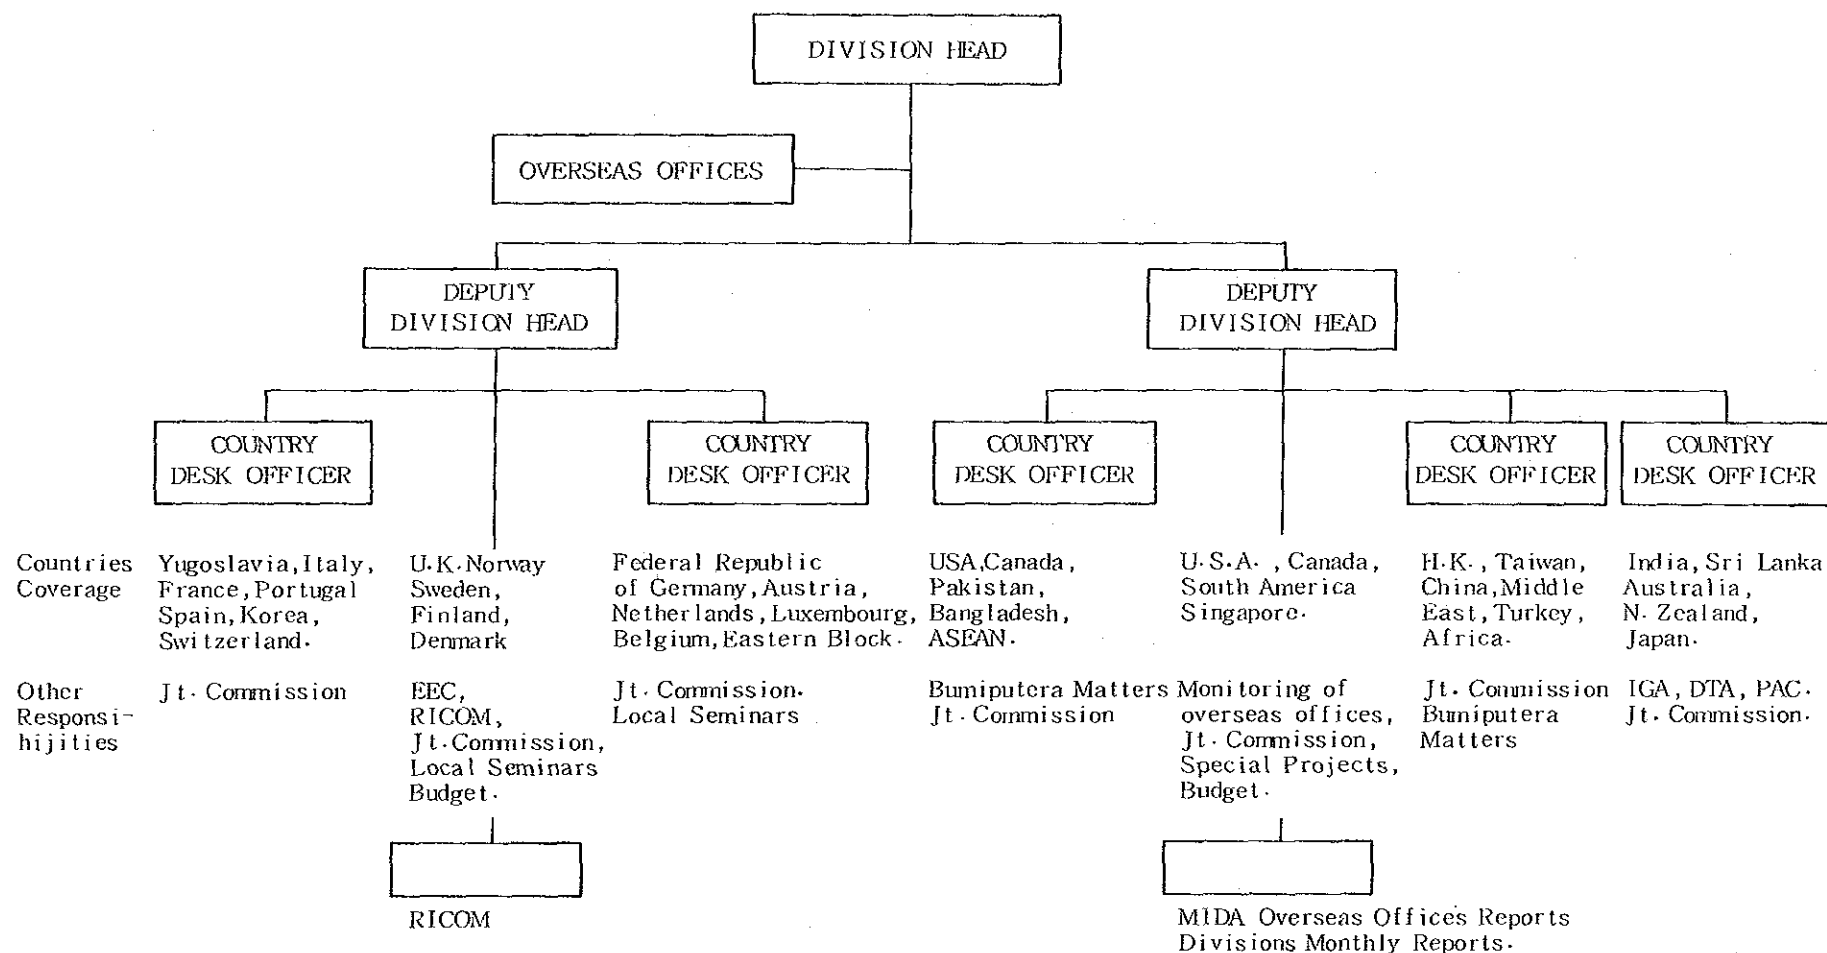 DIVISION HEAD
OVERSEAS OFFICES
DEPUTY
DIVISION HEAD
DEPUTY
DIVISION HEAD
COUNTRY
DESK OFFICER
COUNTRY
DESK OFFICER
COUNTRY
DESK OFFICER
COUNTRY
DESK OFFICER
COUNTRY
DESK OFFICER
Countries
Coverage
Yugoslavia, Italy,
France, Portugal
Spain, Korea,
Switzerland.
U.K. Norway
Sweden,
Finland,
Denmark
Federal Republic
of Germany, Austria,
Netherlands, Luxembourg,
Belgium, Eastern Block.
USA, Canada,
Pakistan,
Bangladesh,
ASEAN.
U.S.A., Canada,
South America
Singapore.
H.K., Taiwan,
China, Middle
East, Turkey,
Africa.
India, Sri Lanka
Australia,
N. Zealand,
Japan.
Other
Responsi-
hijities
Jt. Commission
EEC,
RICOM,
Jt. Commission,
Local Seminars
Budget.
Jt. Commission.
Local Seminars
Bumiputera Matters
Jt. Commission
Monitoring of
overseas offices,
Jt. Commission,
Special Projects,
Budget.
Jt. Commission
Bumiputera
Matters
IGA, DTA, PAC.
Jt. Commission.
RICOM
MIDA Overseas Offices Reports
Divisions Monthly Reports.